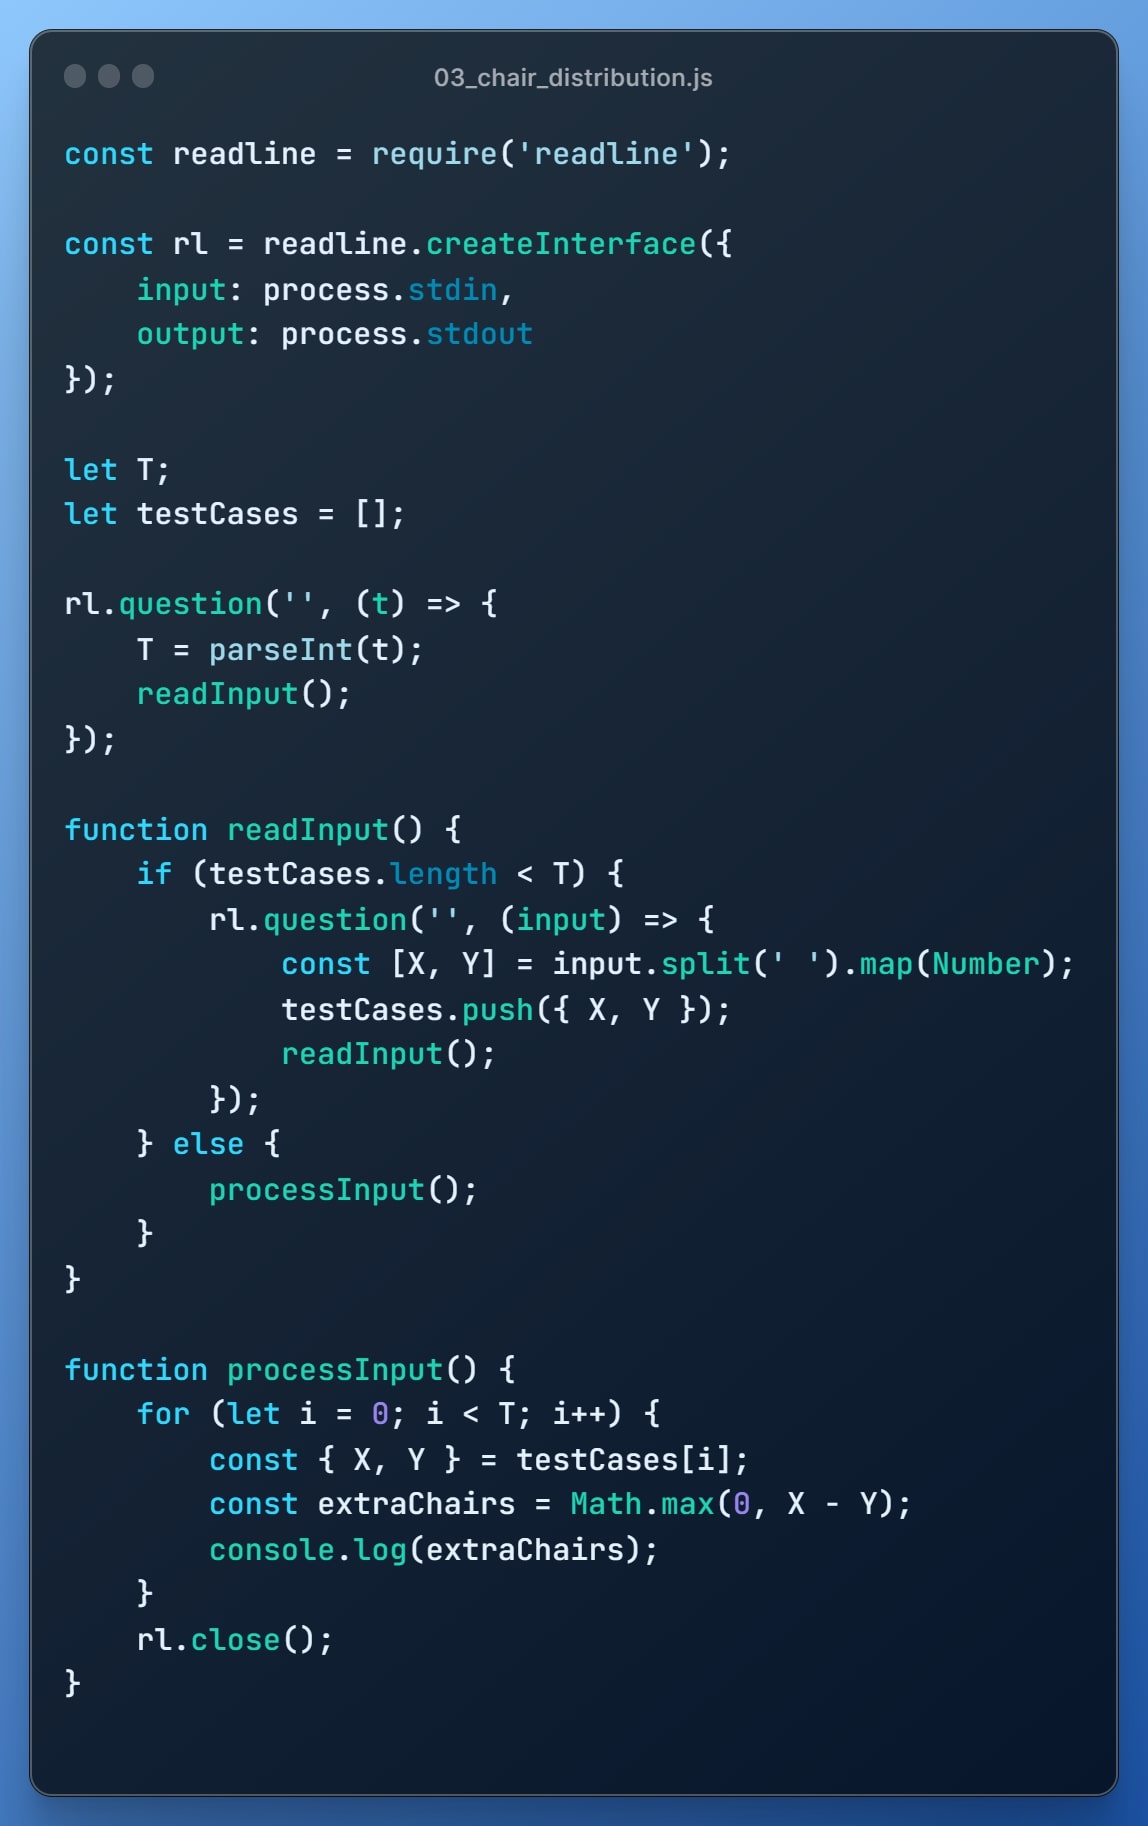 03_chair_distribution.js
const readline = require('readline');
const rl = readline.createInterface({
    input: process.stdin,
    output: process.stdout
});
let T;
let testCases = [];
rl.question('', (t) => {
    T = parseInt(t);
    readInput();
});
function readInput() {
    if (testCases.length < T) {
        rl.question('', (input) => {
            const [X, Y] = input.split(' ').map(Number);
            testCases.push({ X, Y });
            readInput();
        });
    } else {
        processInput();
    }
}
function processInput() {
    for (let i = 0; i < T; i++) {
        const { X, Y } = testCases[i];
        const extraChairs = Math.max(0, X - Y);
        console.log(extraChairs);
    }
    rl.close();
}